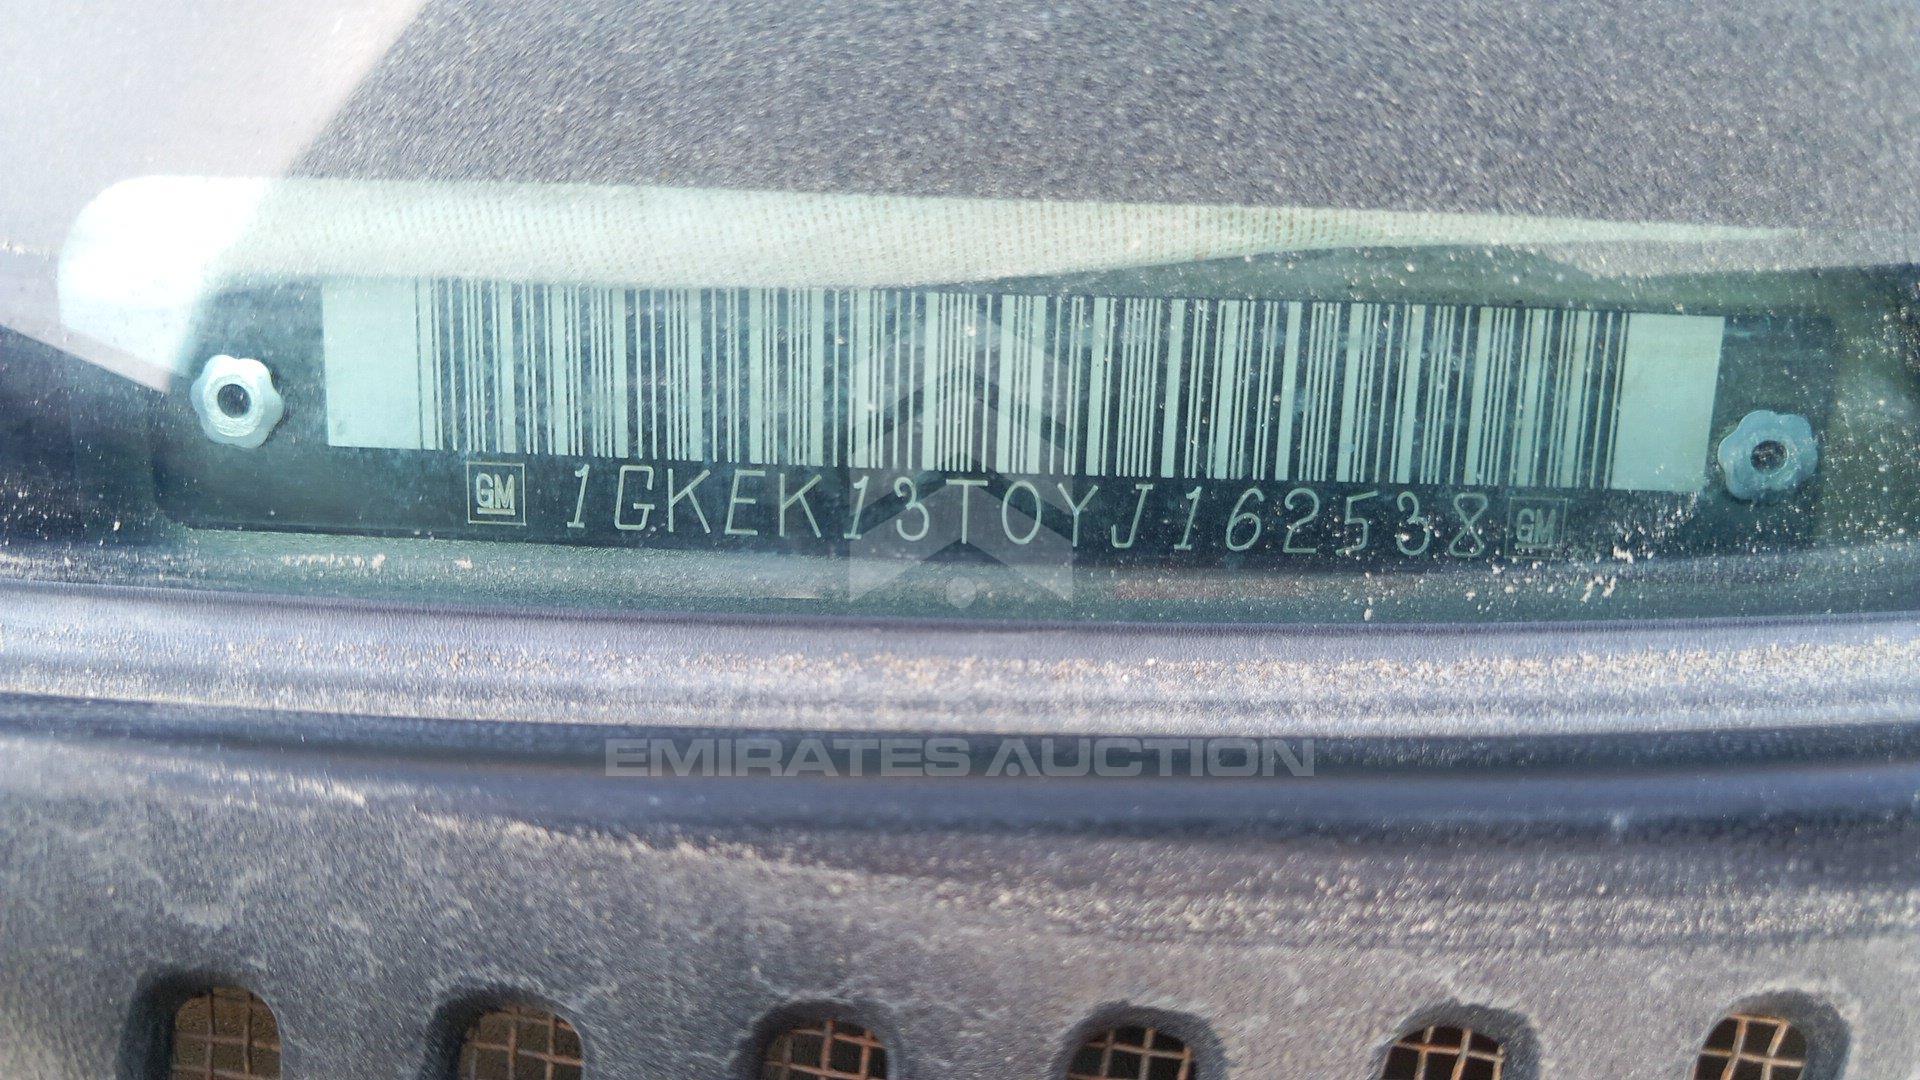 GM 1GKEK13T0YJ162538 GM
EMIRATES AUCTION